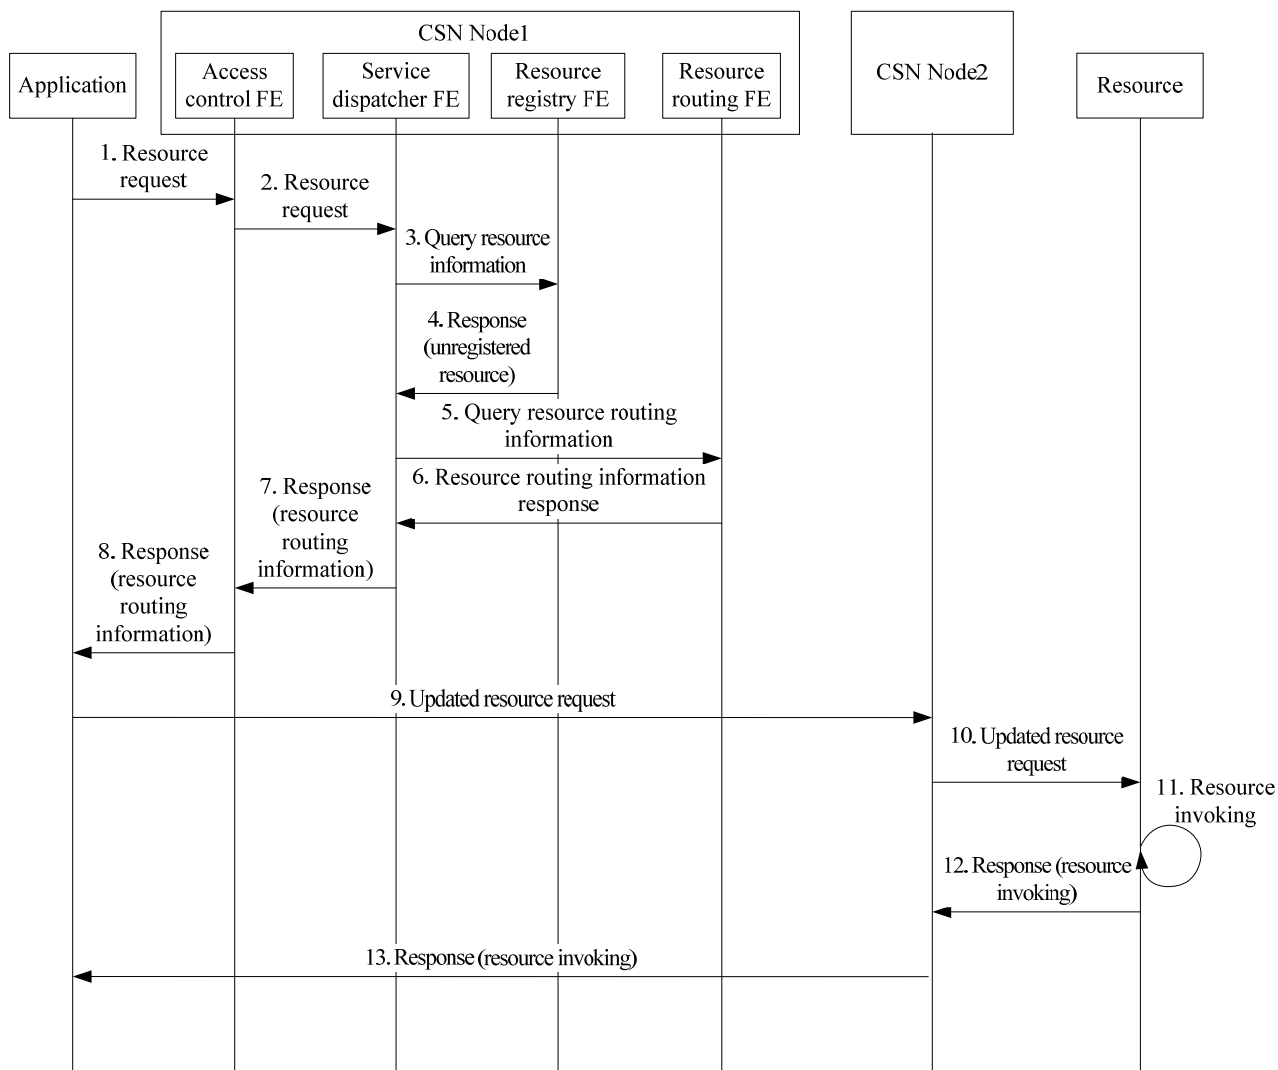 CSN Node1
Application
Access
control FE
Service
dispatcher FE
Resource
registry FE
Resource
routing FE
CSN Node2
Resource
1. Resource
request
2. Resource
request
3. Query resource
information
4. Response
(unregistered
resource)
5. Query resource routing
information
6. Resource routing information
response
7. Response
(resource
routing
information)
8. Response
(resource
routing
information)
9. Updated resource request
10. Updated resource
request
11. Resource
invoking
12. Response (resource
invoking)
13. Response (resource invoking)